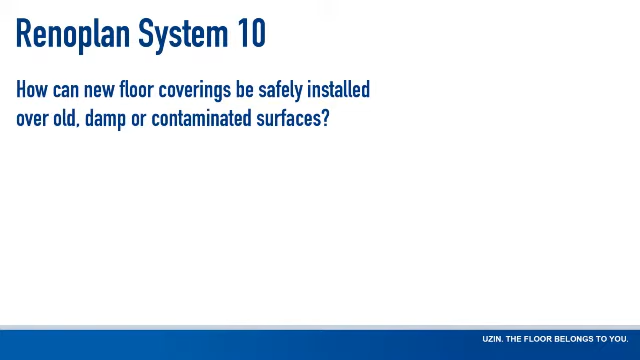 Renoplan System 10
How can new floor coverings be safely installed
over old, damp or contaminated surfaces?
UZIN. THE FLOOR BELONGS TO YOU.